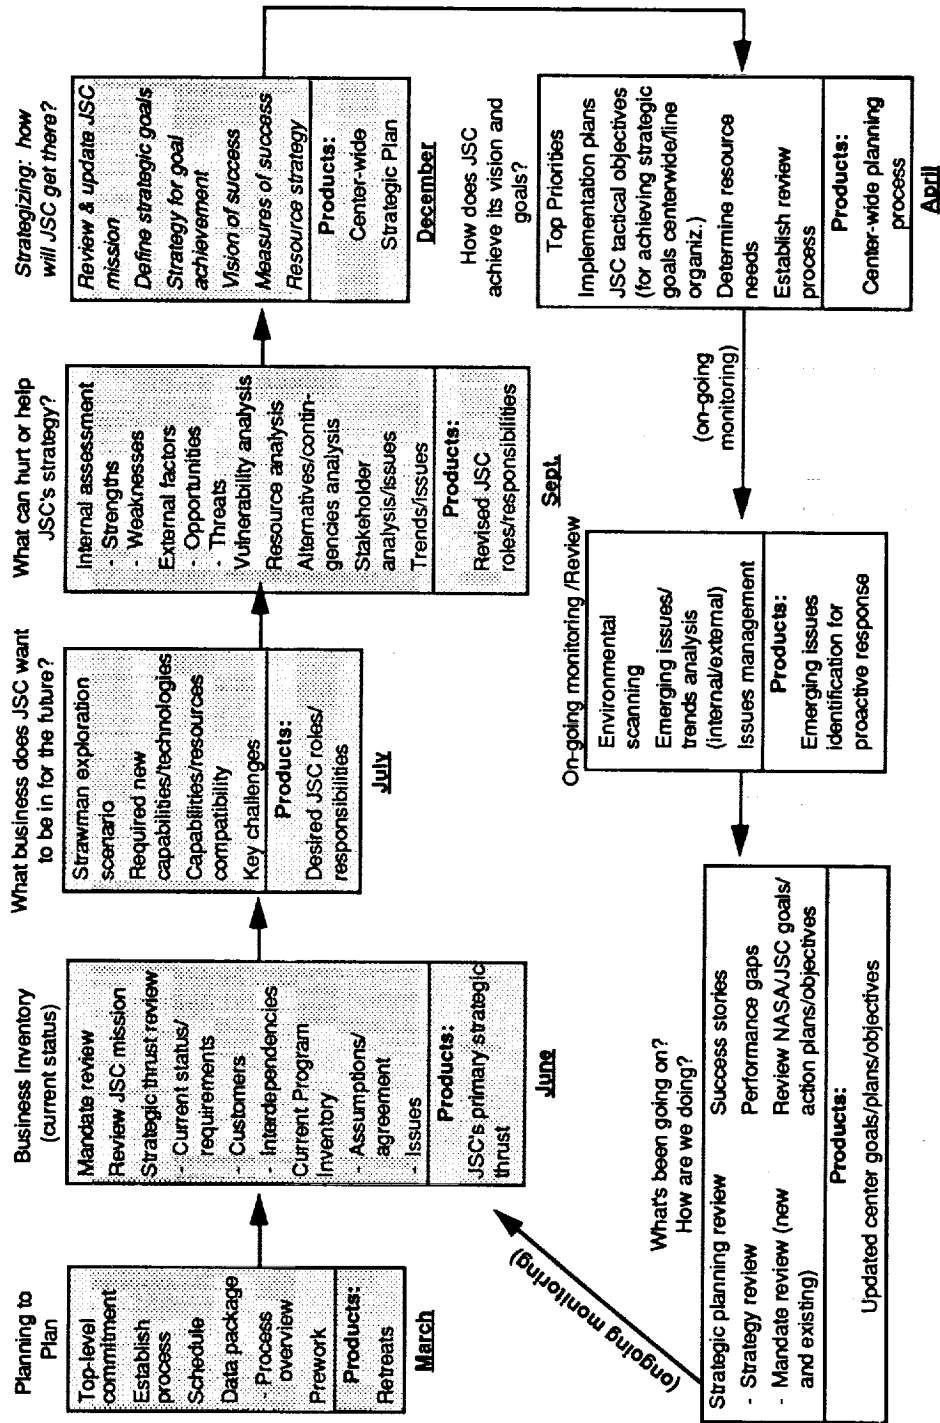 Planning to
Plan
Top-level
commitment
Establish
process
Schedule
Data package
- Process
overview
Prework
Products:
Retreats
March
Business Inventory
(current status)
Mandate review
Review JSC mission
Strategic thrust review
- Current status/
requirements
- Customers
- Interdependencies
Current Program
Inventory
- Assumptions/
agreement
- Issues
Products:
JSC's primary strategic
thrust
June
What business does JSC want
to be in for the future?
Strawman exploration
scenario
Required new
capabilities/technologies
Capabilities/resources
compatibility
Key challenges
Products:
Desired JSC roles/
responsibilities
July
What can hurt or help
JSC's strategy?
Internal assessment
- Strengths
- Weaknesses
External factors
- Opportunities
- Threats
Vulnerability analysis
Resource analysis
Alternatives/contin-
gencies analysis
Stakeholder
analysis/issues
Trends/issues
Products:
Revised JSC
roles/responsibilities
Sept.
Strategizing: how
will JSC get there?
Review & update JSC
mission
Define strategic goals
Strategy for goal
achievement
Vision of success
Measures of success
Resource strategy
Products:
Center-wide
Strategic Plan
December
How does JSC
achieve its vision and
goals?
Top Priorities
Implementation plans
JSC tactical objectives
(for achieving strategic
goals centerwide/line
organiz.)
Determine resource
needs
Establish review
process
Products:
Center-wide planning
process
April
(on-going
monitoring)
On-going monitoring /Review
Environmental
scanning
Emerging issues/
trends analysis
(internal/external)
Issues management
Products:
Emerging issues
identification for
proactive response
What's been going on?
How are we doing?
Strategic planning review
- Strategy review
- Mandate review (new
and existing)
Success stories
Performance gaps
Review NASA/JSC goals/
action plans/objectives
Products:
Updated center goals/plans/objectives
(ongoing monitoring)